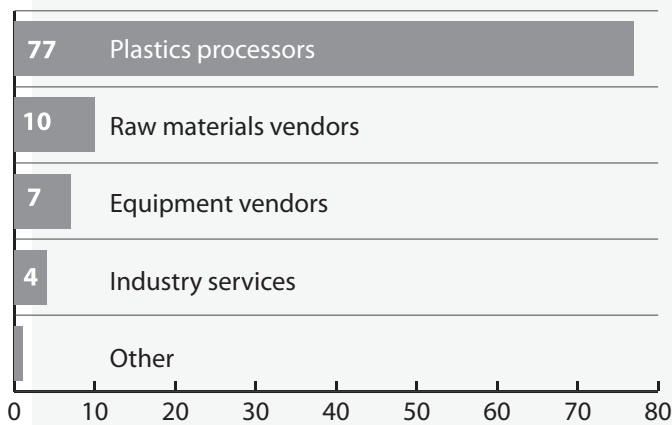 77 Plastics processors
10 Raw materials vendors
7 Equipment vendors
4 Industry services
Other
0 10 20 30 40 50 60 70 80